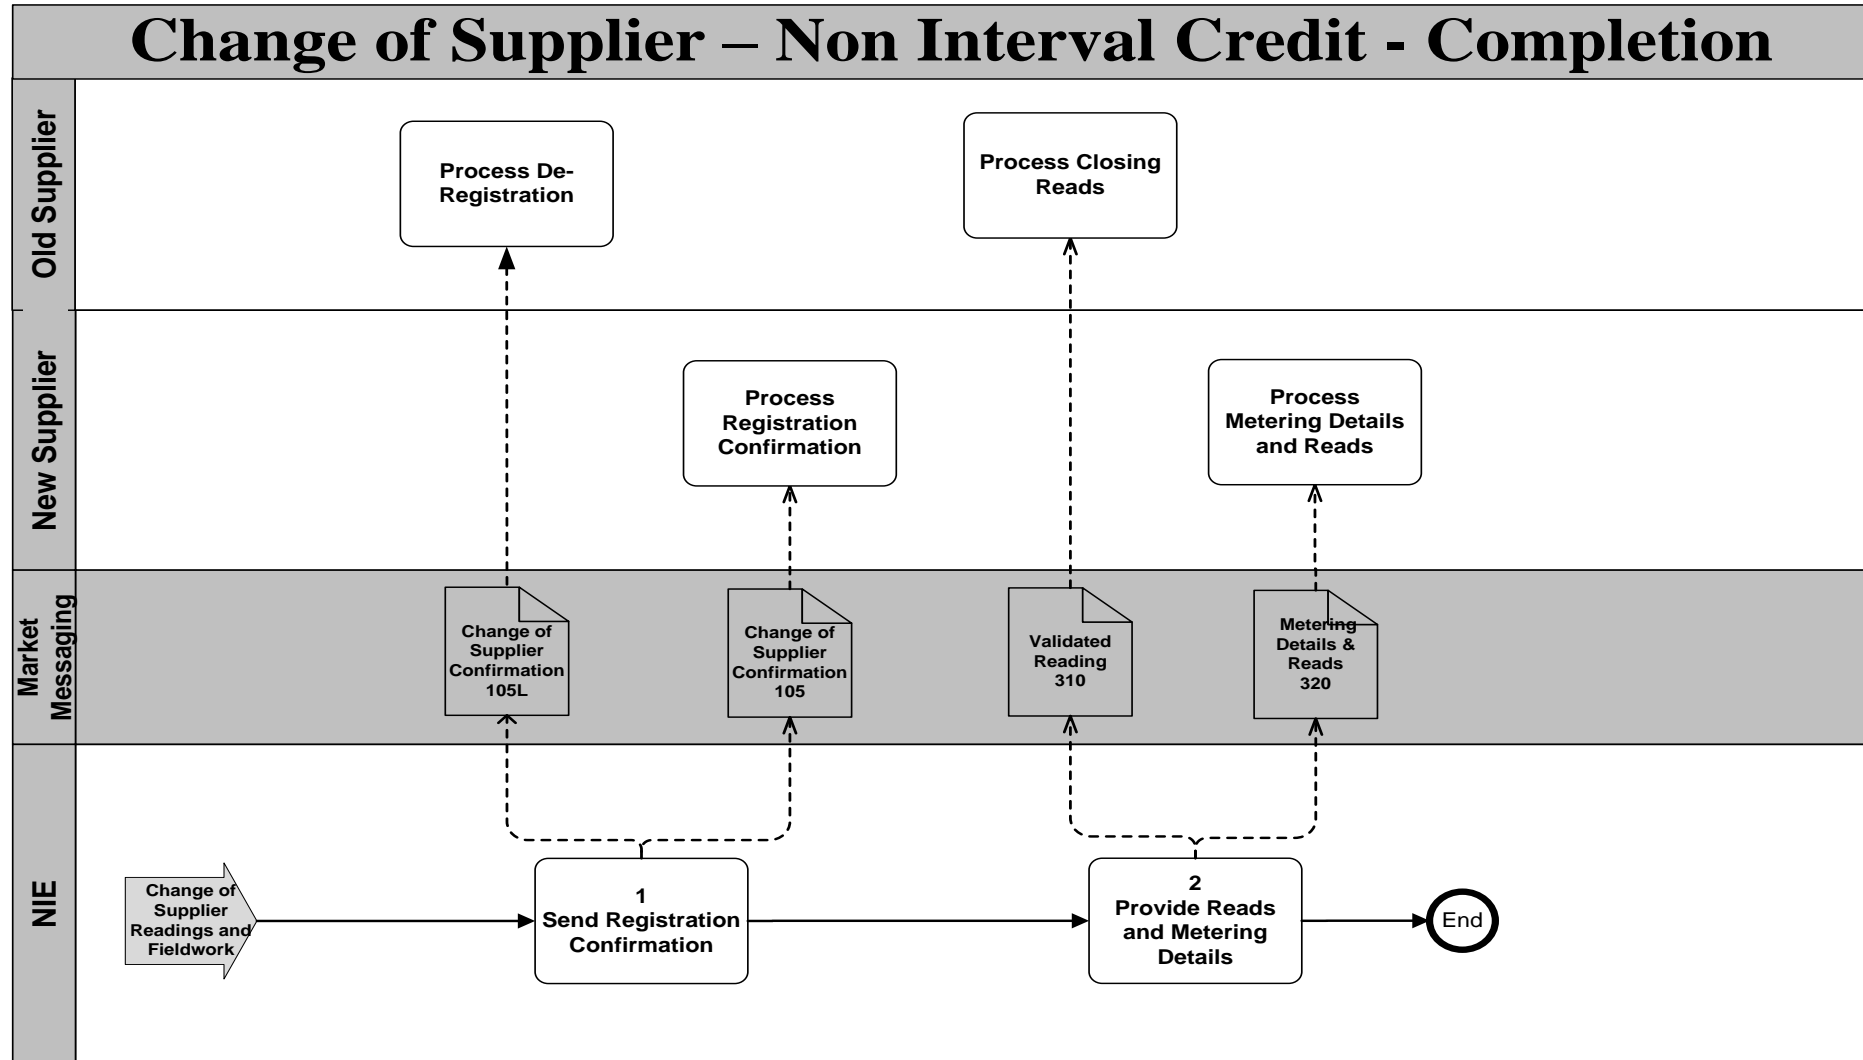 Change of Supplier – Non Interval Credit - Completion
Old Supplier
Process De-
Registration
Process Closing
Reads
New Supplier
Process
Registration
Confirmation
Process
Metering Details
and Reads
Market
Messaging
Change of
Supplier
Confirmation
105L
Change of
Supplier
Confirmation
105
Validated
Reading
310
Metering
Details &
Reads
320
NIE
Change of
Supplier
Readings and
Fieldwork
1
Send Registration
Confirmation
2
Provide Reads
and Metering
Details
End